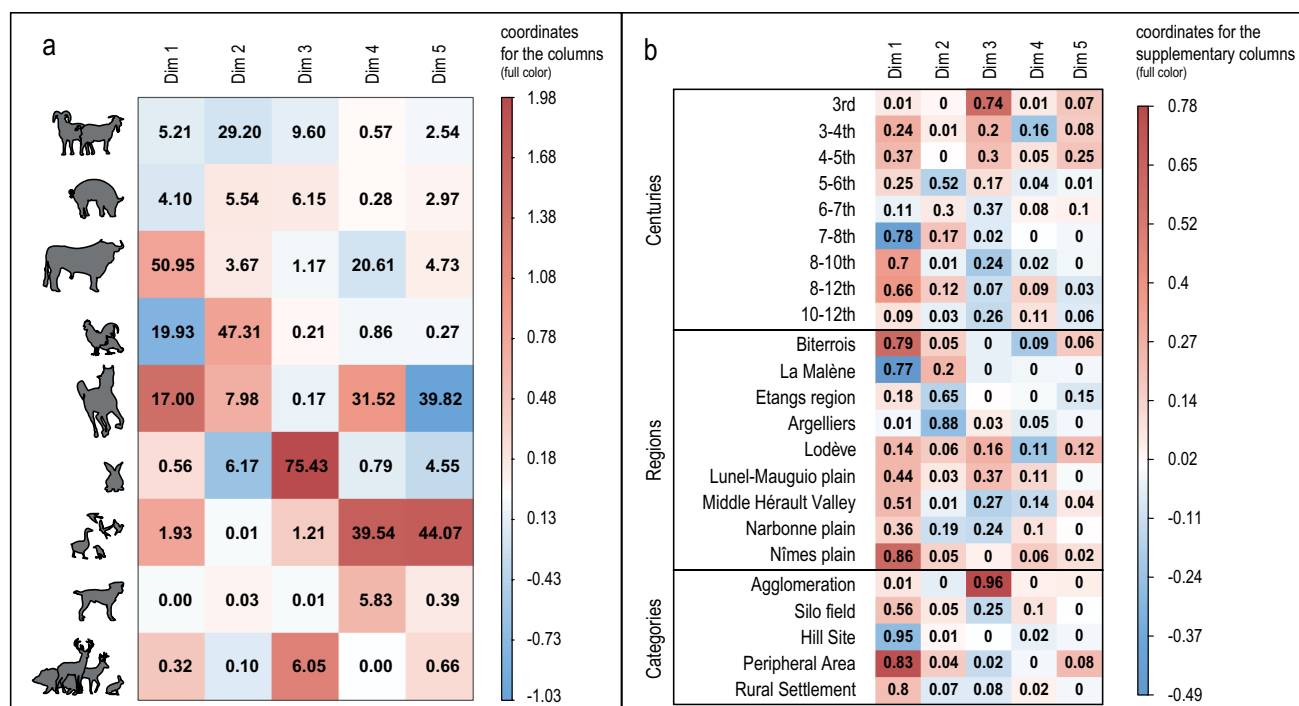 a
Dim 1 Dim 2 Dim 3 Dim 4 Dim 5
coordinates
for the columns
(full color)
5.21 29.20 9.60 0.57 2.54
4.10 5.54 6.15 0.28 2.97
50.95 3.67 1.17 20.61 4.73
19.93 47.31 0.21 0.86 0.27
17.00 7.98 0.17 31.52 39.82
0.56 6.17 75.43 0.79 4.55
1.93 0.01 1.21 39.54 44.07
0.00 0.03 0.01 5.83 0.39
0.32 0.10 6.05 0.00 0.66
1.98
1.68
1.38
1.08
0.78
0.48
0.18
0.13
-0.43
-0.73
-1.03
b
Dim 1 Dim 2 Dim 3 Dim 4 Dim 5
coordinates for the
supplementary columns
(full color)
Centuries
3rd 0.01 0 0.74 0.01 0.07
3-4th 0.24 0.01 0.2 0.16 0.08
4-5th 0.37 0 0.3 0.05 0.25
5-6th 0.25 0.52 0.17 0.04 0.01
6-7th 0.11 0.3 0.37 0.08 0.1
7-8th 0.78 0.17 0.02 0 0
8-10th 0.7 0.01 0.24 0.02 0
8-12th 0.66 0.12 0.07 0.09 0.03
10-12th 0.09 0.03 0.26 0.11 0.06
Regions
Biterrois 0.79 0.05 0 0.09 0.06
La Malène 0.77 0.2 0 0 0
Etangs region 0.18 0.65 0 0 0.15
Argelliers 0.01 0.88 0.03 0.05 0
Lodève 0.14 0.06 0.16 0.11 0.12
Lunel-Mauguio plain 0.44 0.03 0.37 0.11 0
Middle Hérault Valley 0.51 0.01 0.27 0.14 0.04
Narbonne plain 0.36 0.19 0.24 0.1 0
Nîmes plain 0.86 0.05 0 0.06 0.02
Categories
Agglomeration 0.01 0 0.96 0 0
Silo field 0.56 0.05 0.25 0.1 0
Hill Site 0.95 0.01 0 0.02 0
Peripheral Area 0.83 0.04 0.02 0 0.08
Rural Settlement 0.8 0.07 0.08 0.02 0
0.78
0.65
0.52
0.4
0.27
0.14
0.02
-0.11
-0.24
-0.37
-0.49